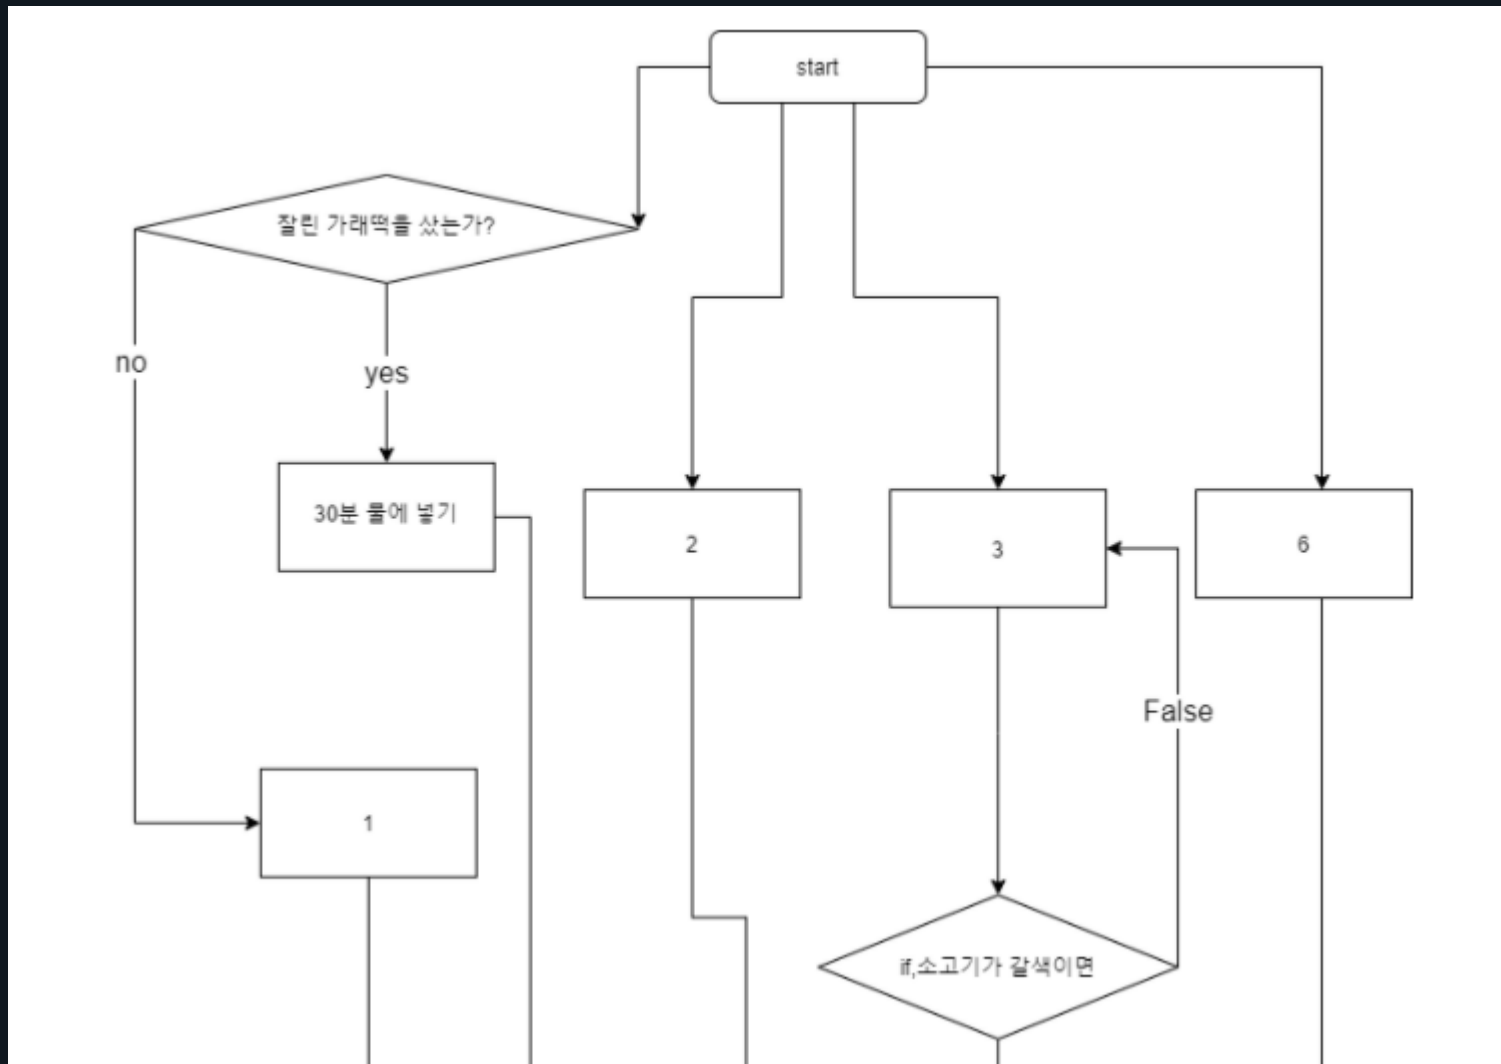 start
잘린 가래떡을 샀는가?
no
yes
30분 물에 넣기
2
3
6
False
1
if,소고기가 갈색이면